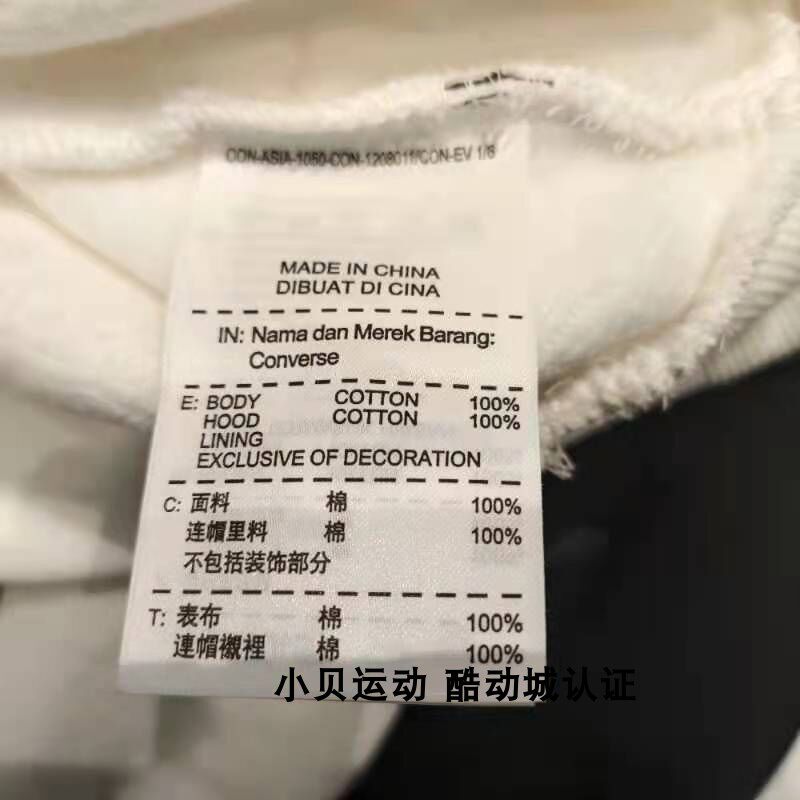 CON-ASIA-1050-CON-1208011/CON-EV 1/6
MADE IN CHINA
DIBUAT DI CINA
IN: Nama dan Merek Barang:
Converse
E: BODY COTTON 100%
HOOD COTTON 100%
LINING
EXCLUSIVE OF DECORATION
C: 面料 棉 100%
连帽里料 棉 100%
不包括装饰部分
T: 表布 棉 100%
連帽襯裡 棉 100%
小贝运动 酷动城认证